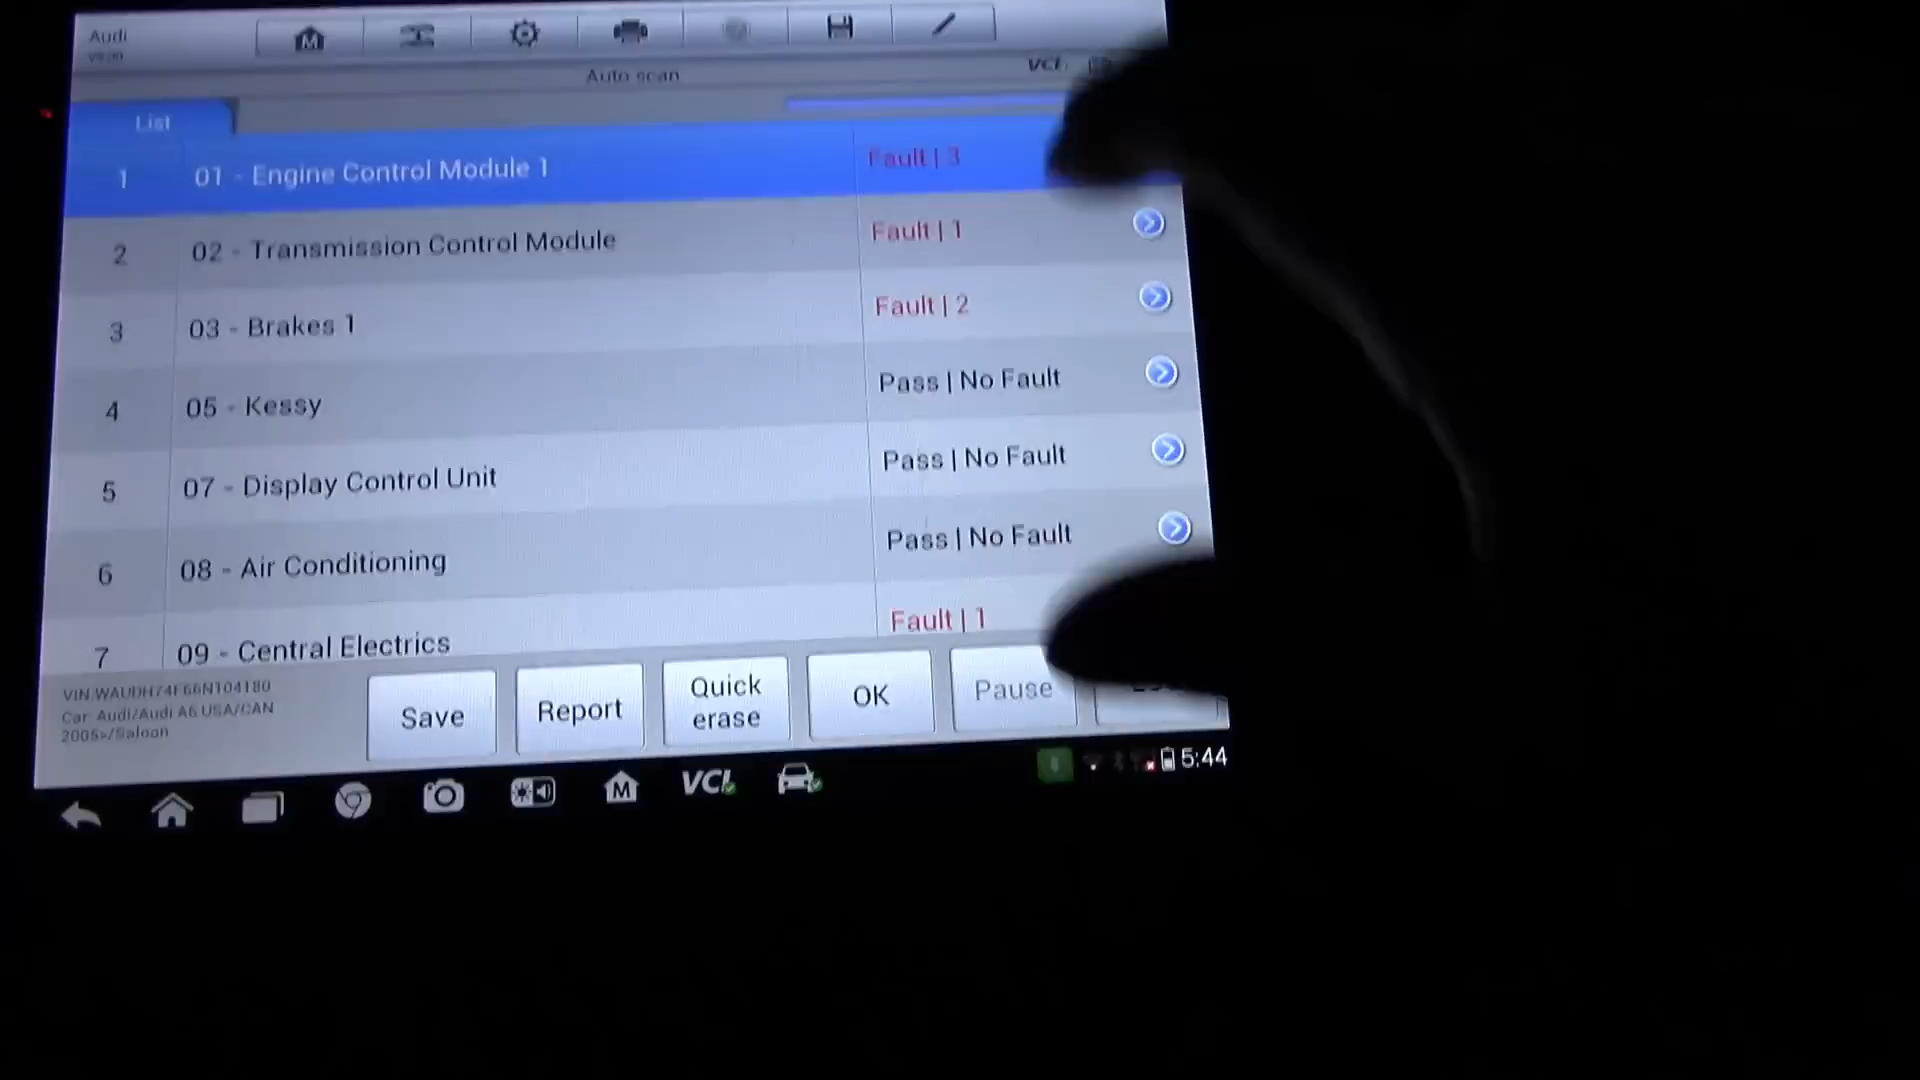 Audi
Auto scan
VCI
List
1 01 - Engine Control Module 1 Fault | 3
2 02 - Transmission Control Module Fault | 1
3 03 - Brakes 1 Fault | 2
4 05 - Kessy Pass | No Fault
5 07 - Display Control Unit Pass | No Fault
6 08 - Air Conditioning Pass | No Fault
7 09 - Central Electrics Fault | 1
VIN:WAUDH74F66N104180
Car: Audi/Audi A6 USA/CAN
2005>/Saloon
Save
Report
Quick
erase
OK
Pause
M
VCI
5:44